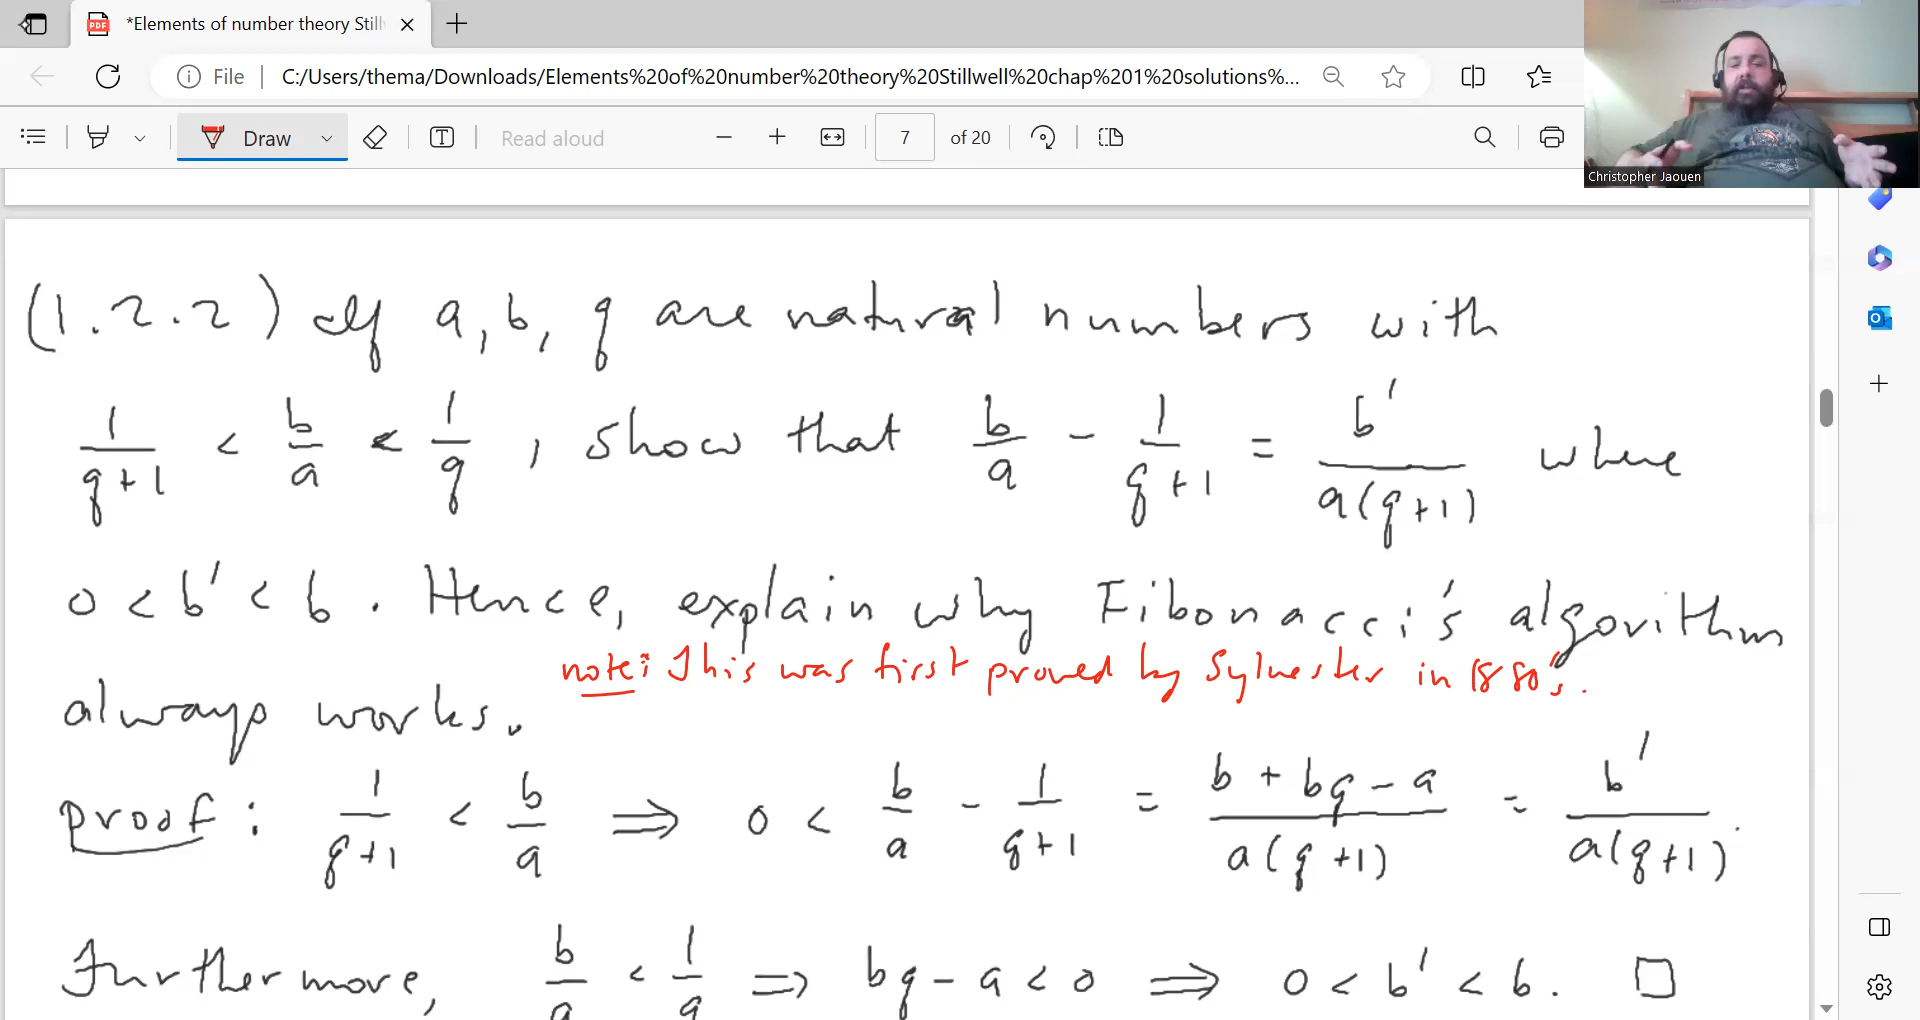 *Elements of number theory Still
File
C:/Users/thema/Downloads/Elements%20of%20number%20theory%20Stillwell%20chap%201%20solutions%...
Draw
Read aloud
7 of 20
Christopher Jaouen
(1.2.2) If a, b, q are natural numbers with
1/(q+1) < b/a < 1/q, show that b/a - 1/(q+1) = b'/(a(q+1)) where
0 < b' < b. Hence, explain why Fibonacci's algorithm
note: This was first proved by Sylvester in 1880's.
always works.
proof: 1/(q+1) < b/a ⟹ 0 < b/a - 1/(q+1) = (b+bq-a)/(a(q+1)) = b'/(a(q+1)).
Furthermore, b/a < 1/q ⟹ bq-a < 0 ⟹ 0 < b' < b. □